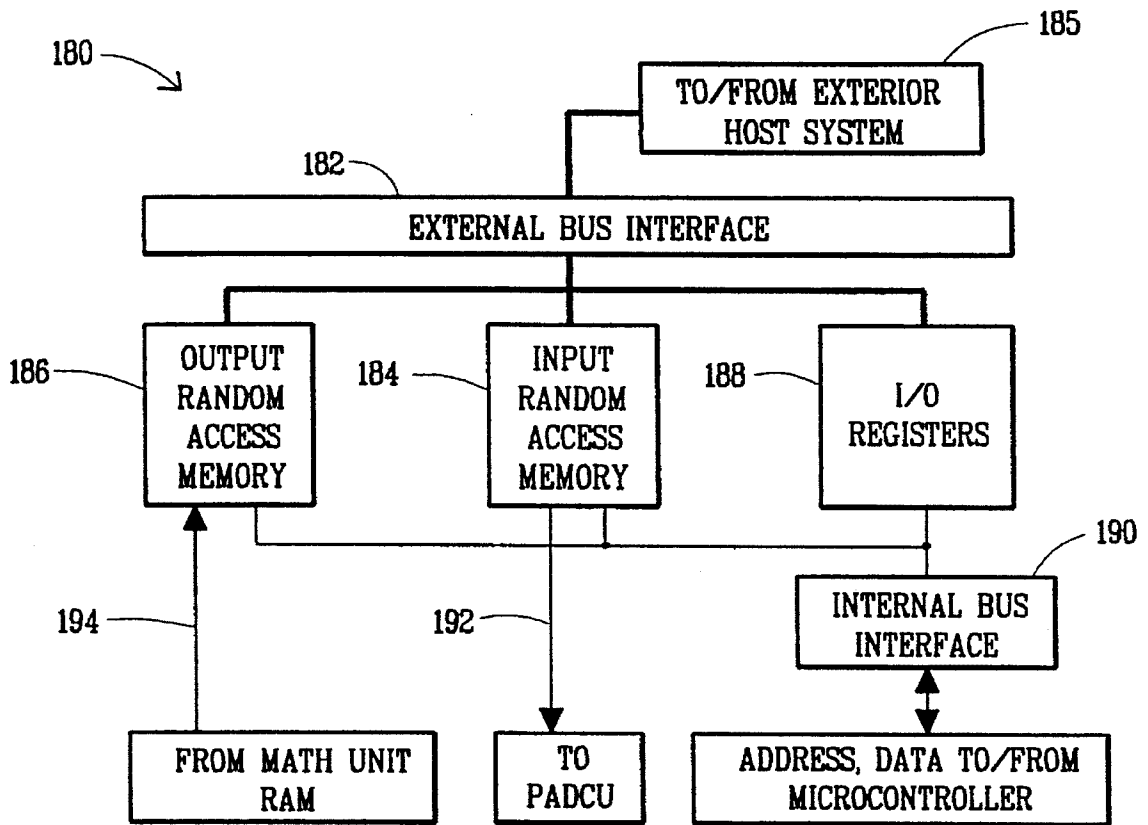 180
185
TO/FROM EXTERIOR
HOST SYSTEM
182
EXTERNAL BUS INTERFACE
186
OUTPUT
RANDOM
ACCESS
MEMORY
184
INPUT
RANDOM
ACCESS
MEMORY
188
I/O
REGISTERS
190
INTERNAL BUS
INTERFACE
194
192
FROM MATH UNIT
RAM
TO
PADCU
ADDRESS, DATA TO/FROM
MICROCONTROLLER